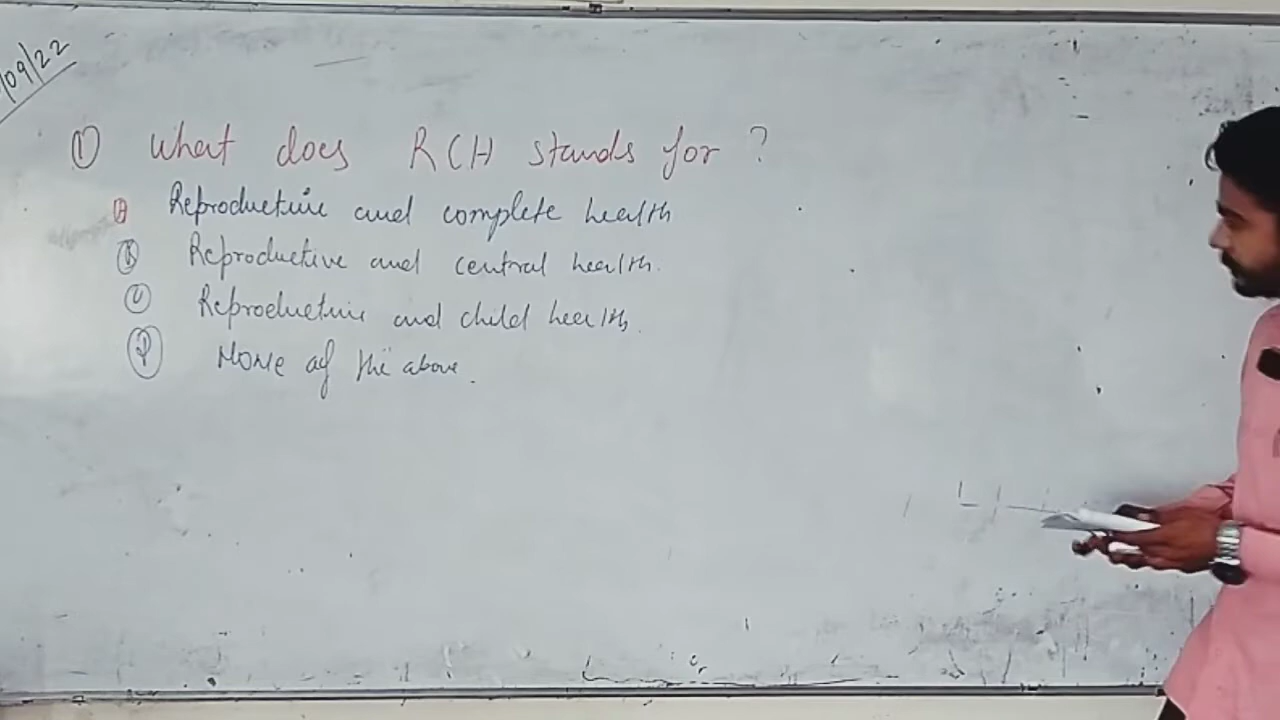 /09/22
① What does RCH stands for ?
A Reproductive and complete health
Ⓑ Reproductive and central health.
Ⓒ Reproductive and child health.
Ⓓ None of the above.